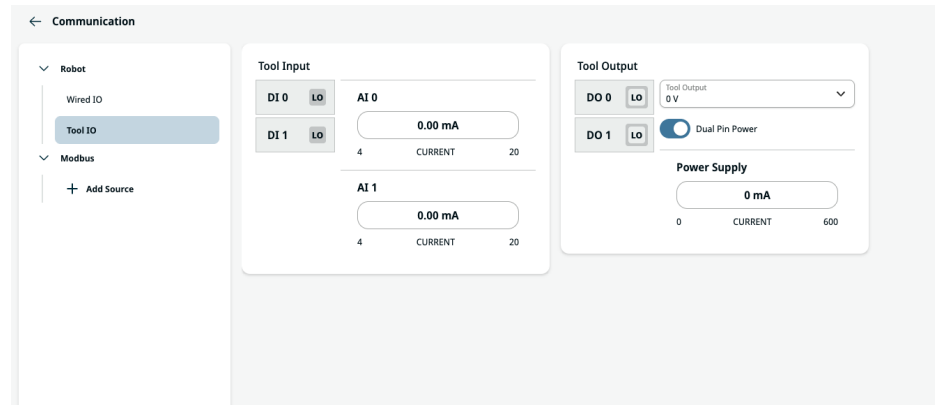 Communication
Robot
Wired IO
Tool IO
Modbus
Add Source
Tool Input
DI 0 LO
DI 1 LO
AI 0
0.00 mA
4 CURRENT 20
AI 1
0.00 mA
4 CURRENT 20
Tool Output
DO 0 LO
DO 1 LO
Tool Output
0 V
Dual Pin Power
Power Supply
0 mA
0 CURRENT 600